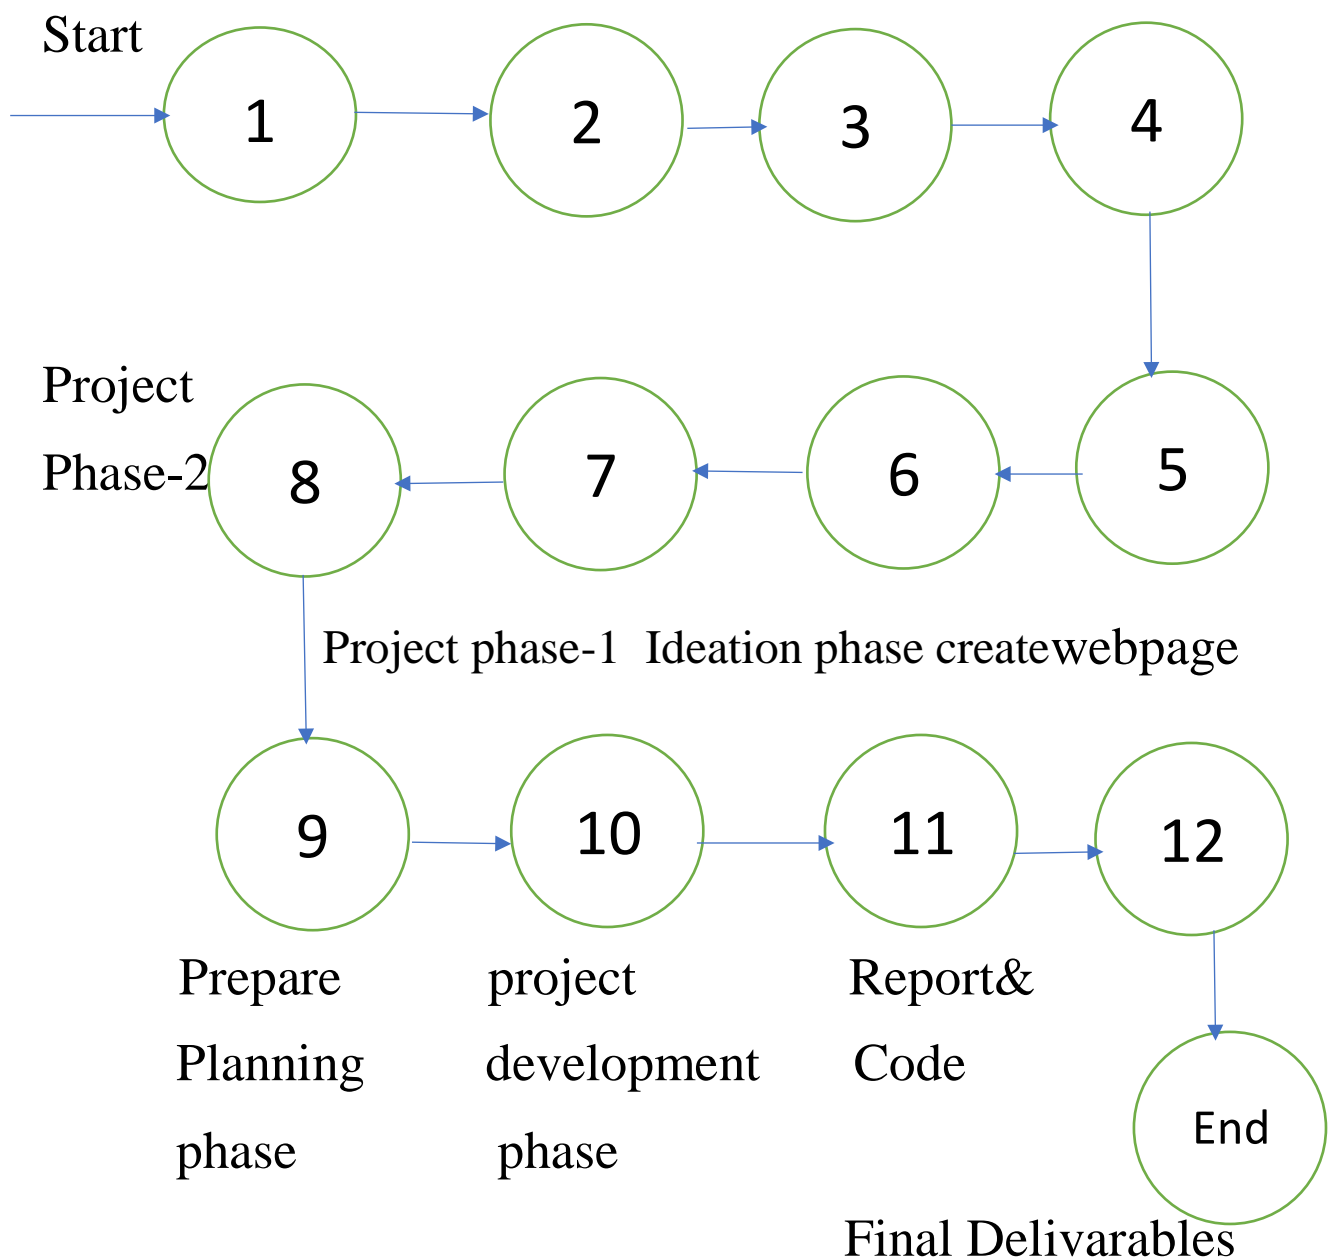 Start
1 2 3 4
Project
Phase-2 8 7 6 5
Project phase-1 Ideation phase createwebpage
9 10 11 12
Prepare project Report&
Planning development Code
phase phase
End
Final Delivarables